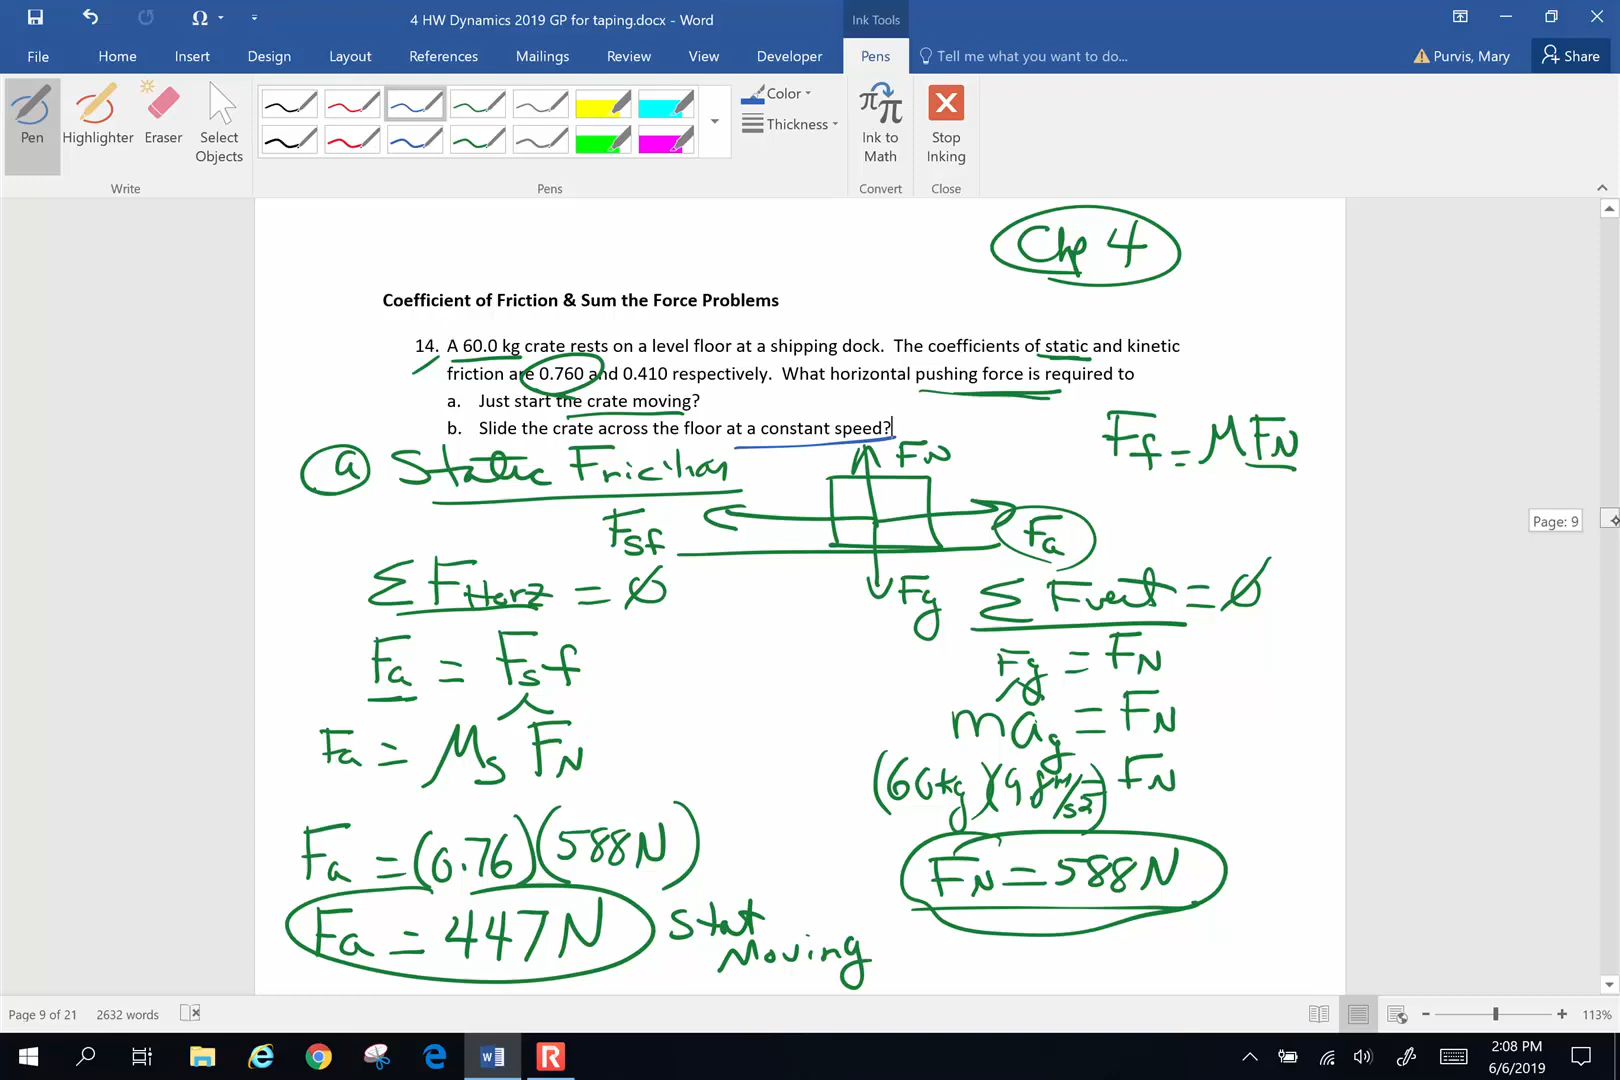 4 HW Dynamics 2019 GP for taping.docx - Word
Ink Tools
File Home Insert Design Layout References Mailings Review View Developer Pens Tell me what you want to do... Purvis, Mary Share
Pen Highlighter Eraser Select Objects
Color
Thickness
Ink to Math
Stop Inking
Write Pens Convert Close
Chp 4
Coefficient of Friction & Sum the Force Problems
14. A 60.0 kg crate rests on a level floor at a shipping dock. The coefficients of static and kinetic
friction are 0.760 and 0.410 respectively. What horizontal pushing force is required to
a. Just start the crate moving?
b. Slide the crate across the floor at a constant speed?
Ff = μFN
a Static Friction
FN
Fsf
Fa
Fg
Page: 9
Σ FHorz = ∅
Σ Fvert = ∅
Fa = Fsf
Fg = FN
Fa = μs FN
mag = FN
(60kg)(9.8m/s2) FN
Fa = (0.76)(588N)
FN = 588N
Fa = 447N Stat Moving
Page 9 of 21 2632 words
113%
2:08 PM
6/6/2019